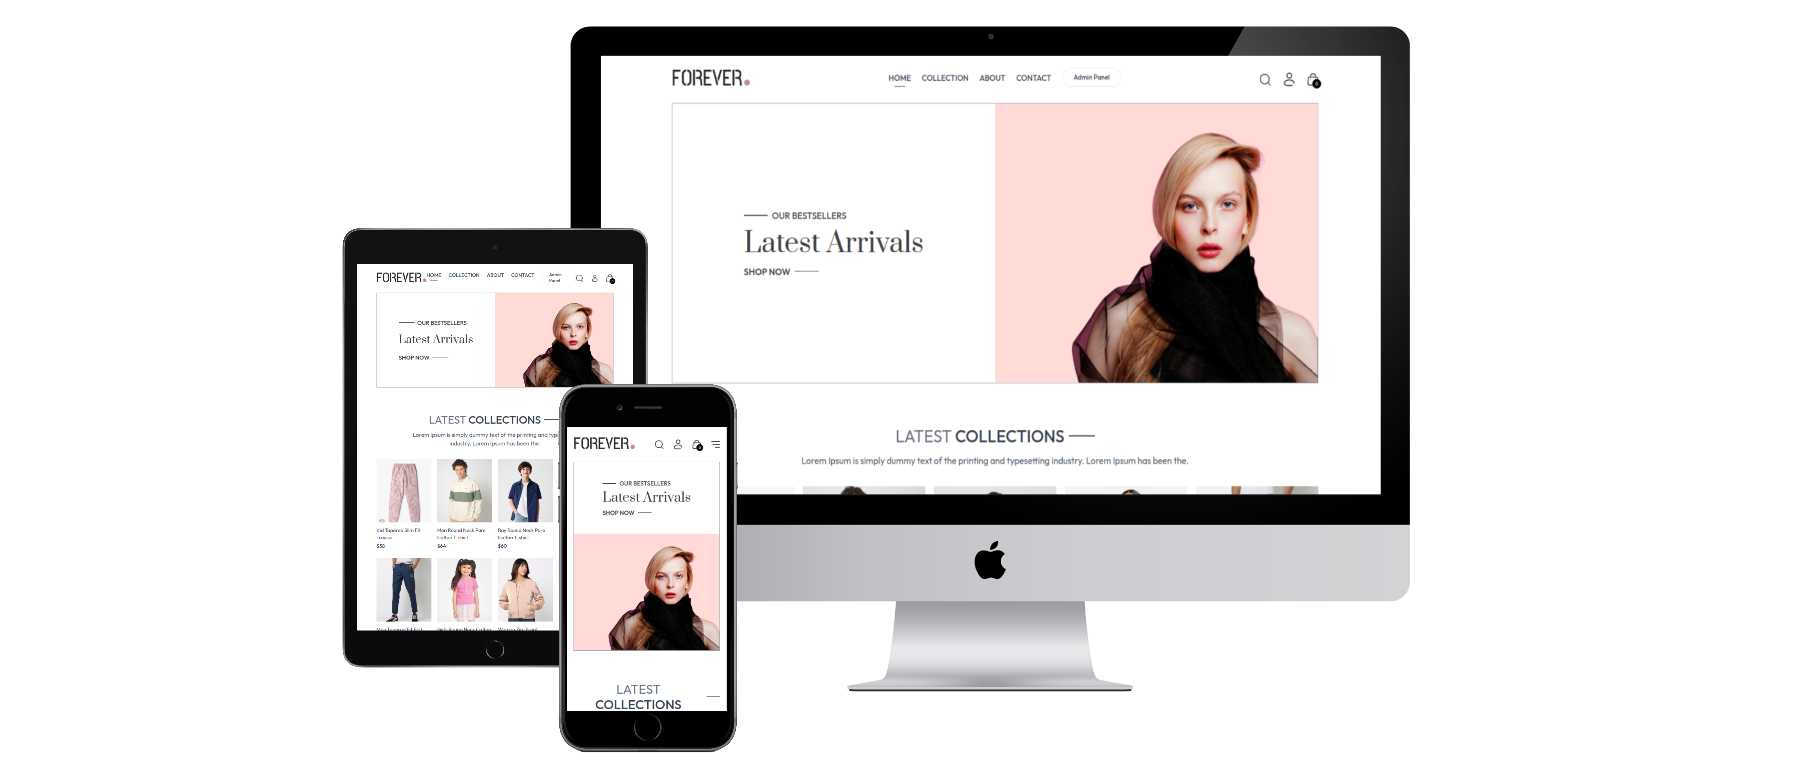 FOREVER.
HOME COLLECTION ABOUT CONTACT Admin Panel
0
OUR BESTSELLERS
Latest Arrivals
SHOP NOW
LATEST COLLECTIONS
Lorem Ipsum is simply dummy text of the printing and typesetting industry. Lorem Ipsum has been the.
FOREVER.
HOME COLLECTION ABOUT CONTACT
Admin
Panel
OUR BESTSELLERS
Latest Arrivals
SHOP NOW
LATEST COLLECTIONS
Lorem Ipsum is simply dummy text of the printing and typ
industry. Lorem Ipsum has been the.
Kid Tapered Slim Fit
Trouser
$38
Men Round Neck Pure
Cotton T-shirt
$64
Boy Round Neck Pure
Cotton T-shirt
$60
FOREVER.
OUR BESTSELLERS
Latest Arrivals
SHOP NOW
LATEST
COLLECTIONS